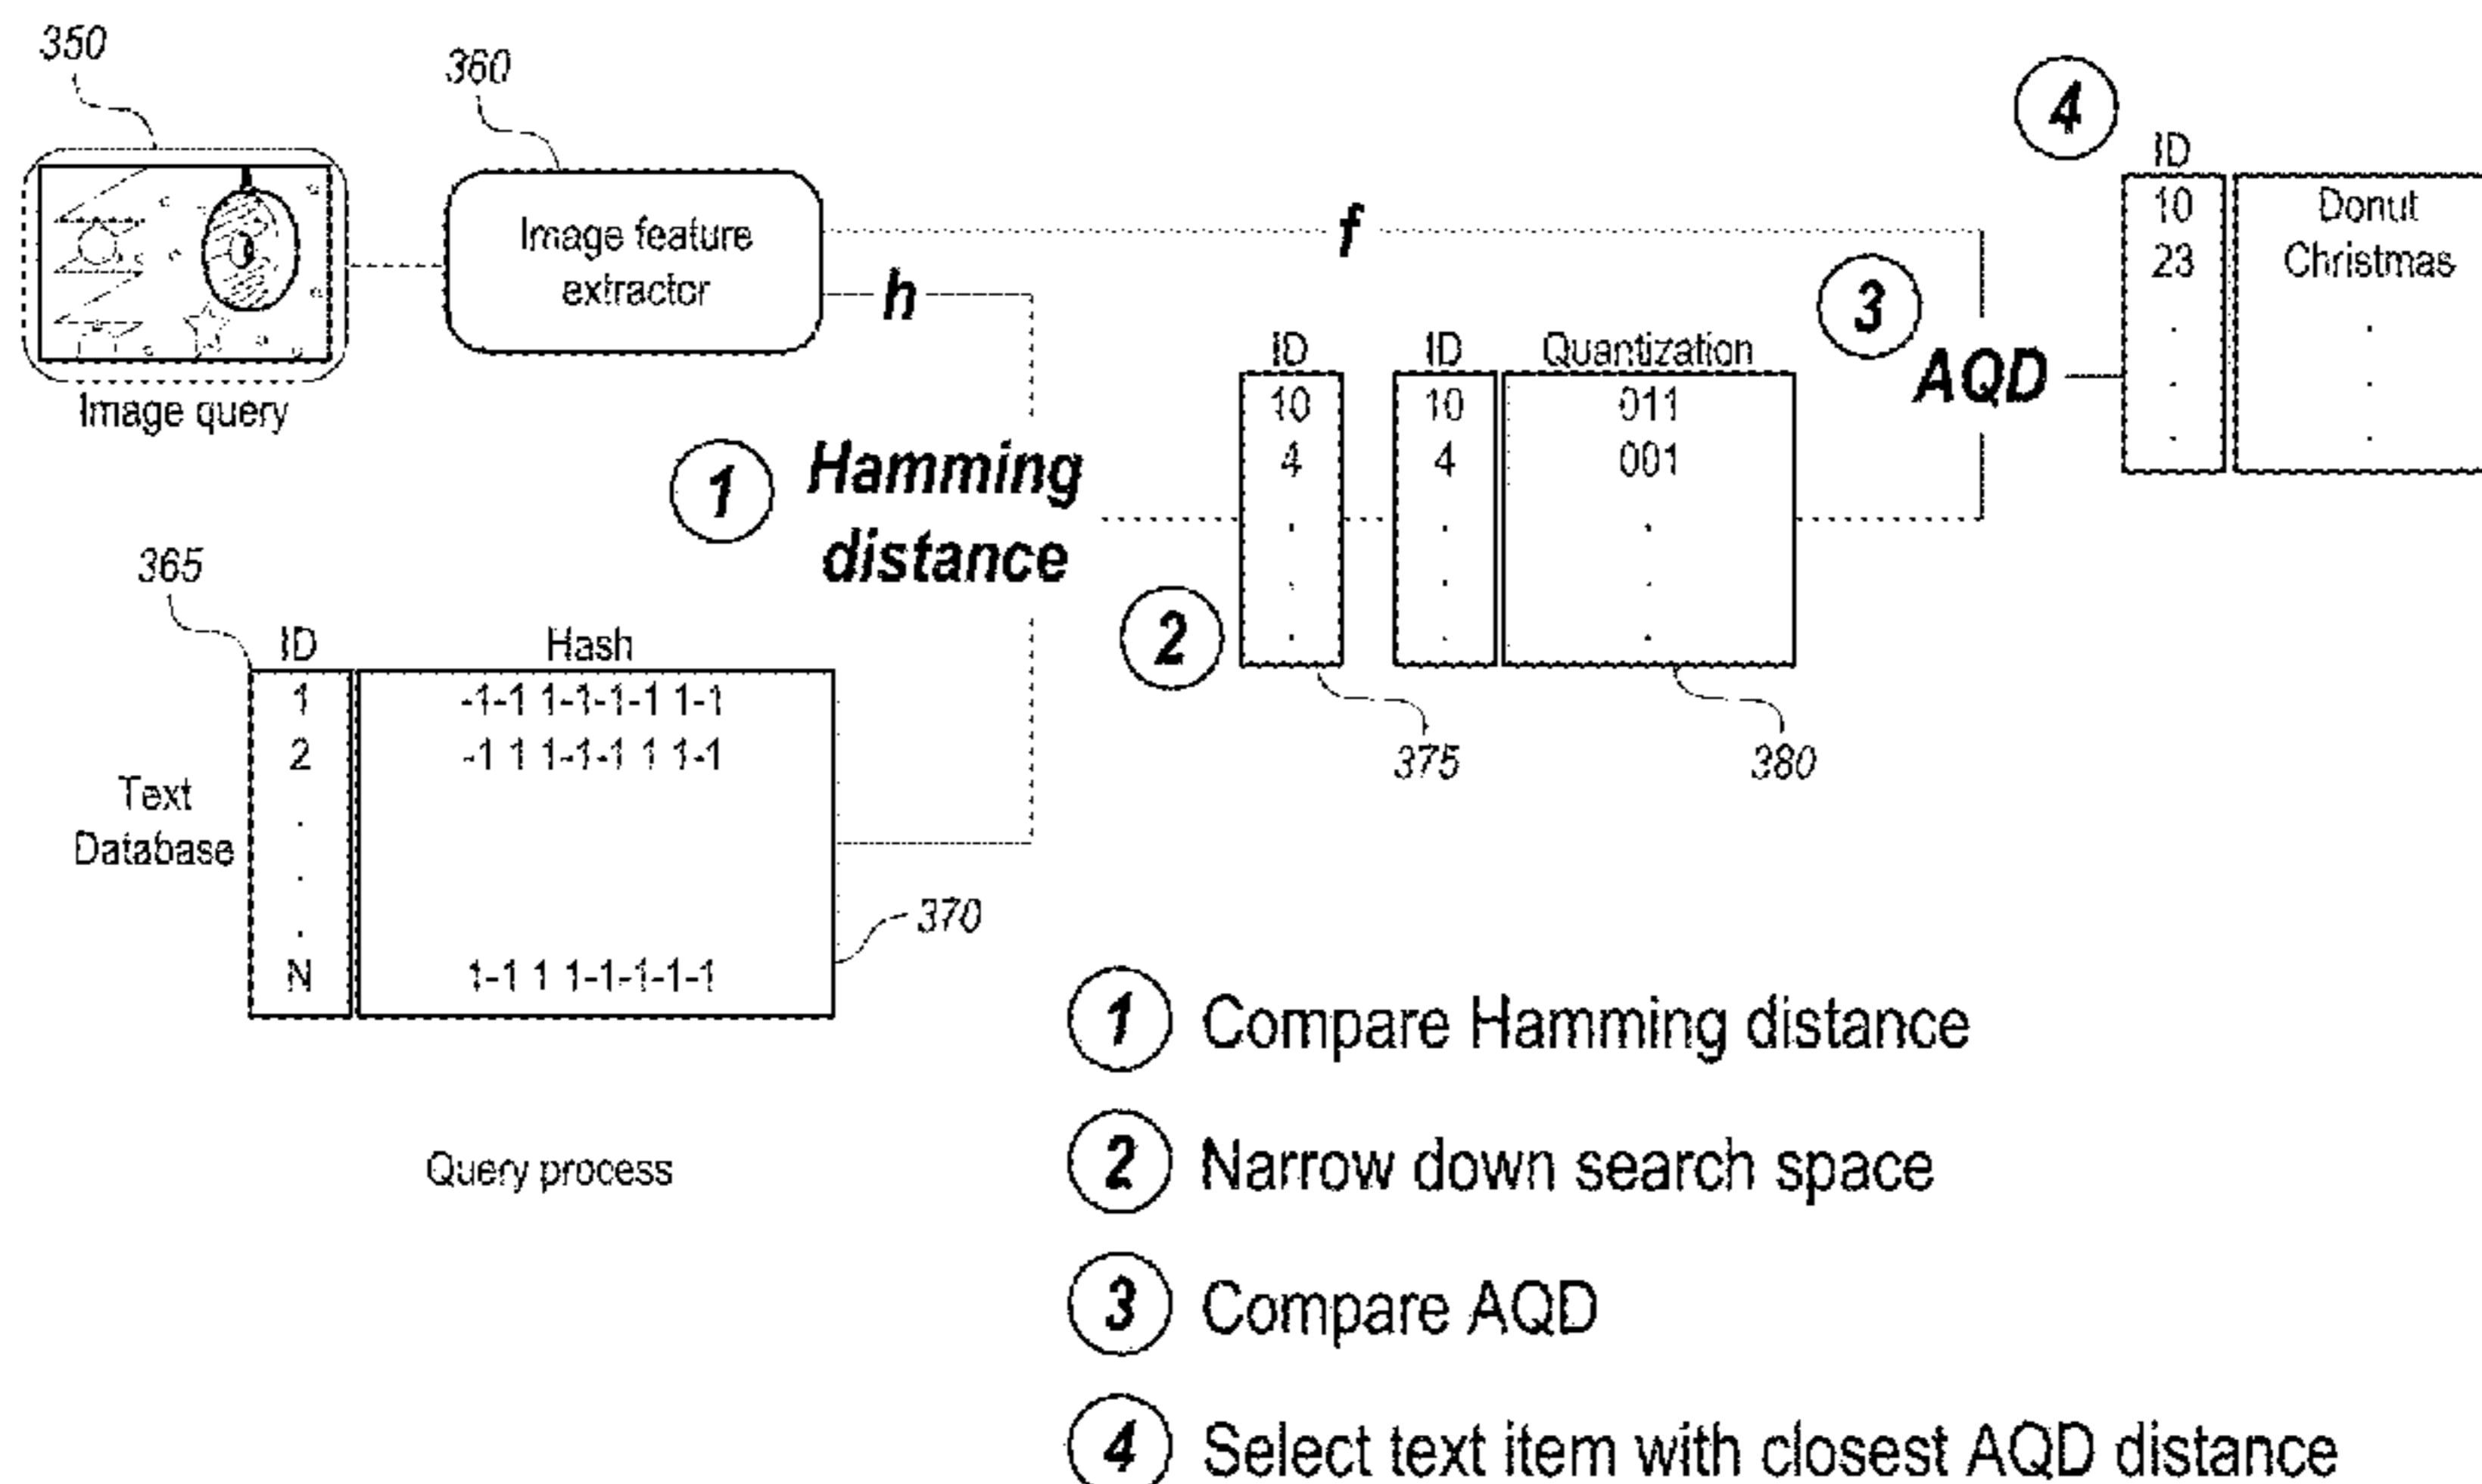 350
360
Image feature
extractor
Image query
f
h
1
Hamming
distance
365
ID Hash
1 -1-1 1-1-1-1 1-1
2 -1 1 1-1-1 1 1-1
.
.
.
N 1-1 1 1-1-1-1-1
Text
Database
370
Query process
2
ID
10
4
.
.
.
375
ID Quantization
10 011
4 001
. .
. .
. .
380
3
AQD
4
ID
10 Donut
23 Christmas
. .
. .
. .
1 Compare Hamming distance
2 Narrow down search space
3 Compare AQD
4 Select text item with closest AQD distance